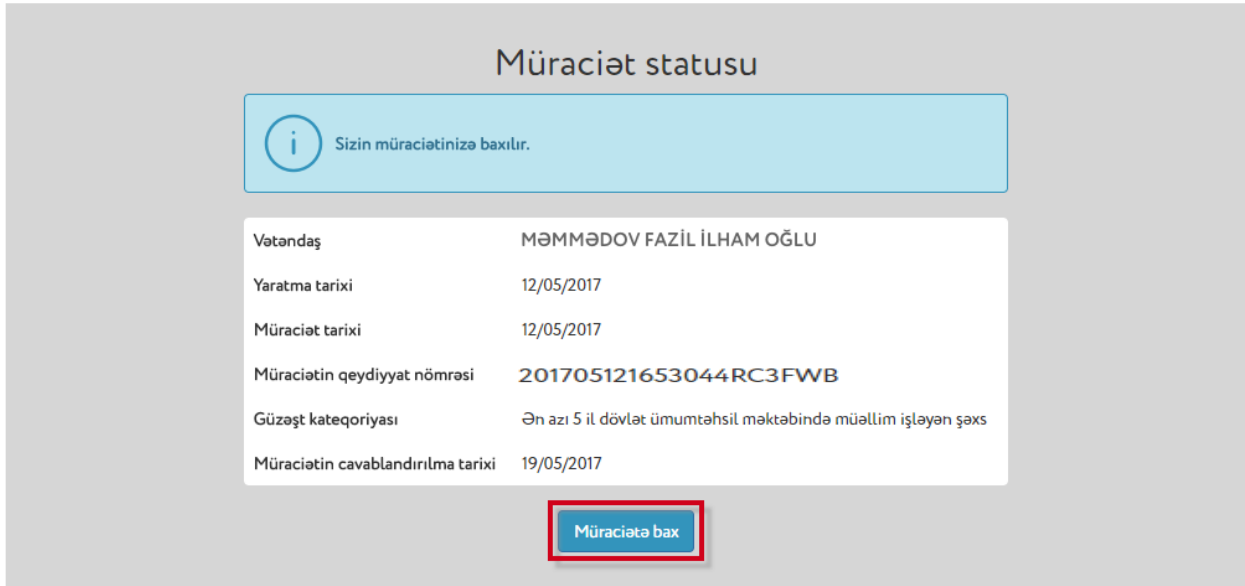 Müraciət statusu
i
Sizin müraciətinizə baxılır.
Vətəndaş MƏMMƏDOV FAZİL İLHAM OĞLU
Yaratma tarixi 12/05/2017
Müraciət tarixi 12/05/2017
Müraciətin qeydiyyat nömrəsi 201705121653044RC3FWB
Güzəşt kateqoriyası Ən azı 5 il dövlət ümumtəhsil məktəbində müəllim işləyən şəxs
Müraciətin cavablandırılma tarixi 19/05/2017
Müraciətə bax